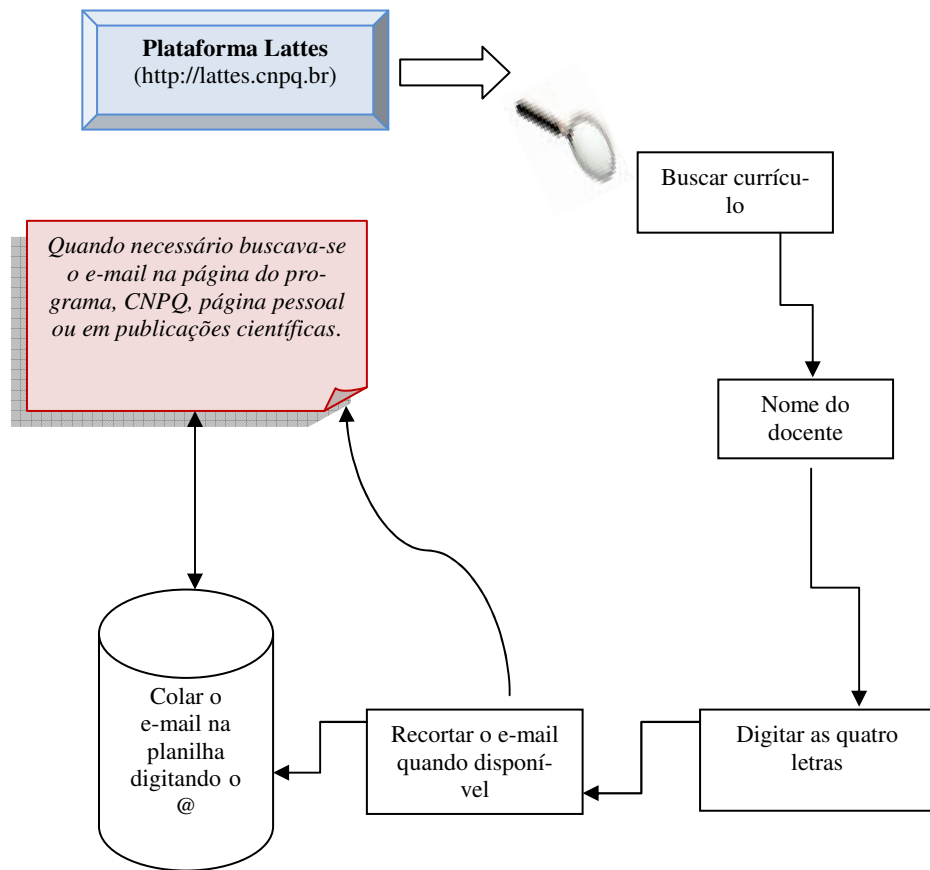 Plataforma Lattes
(http://lattes.cnpq.br)
Buscar currícu-
lo
Quando necessário buscava-se
o e-mail na página do pro-
grama, CNPQ, página pessoal
ou em publicações científicas.
Nome do
docente
Colar o
e-mail na
planilha
digitando o
@
Recortar o e-mail
quando disponí-
vel
Digitar as quatro
letras